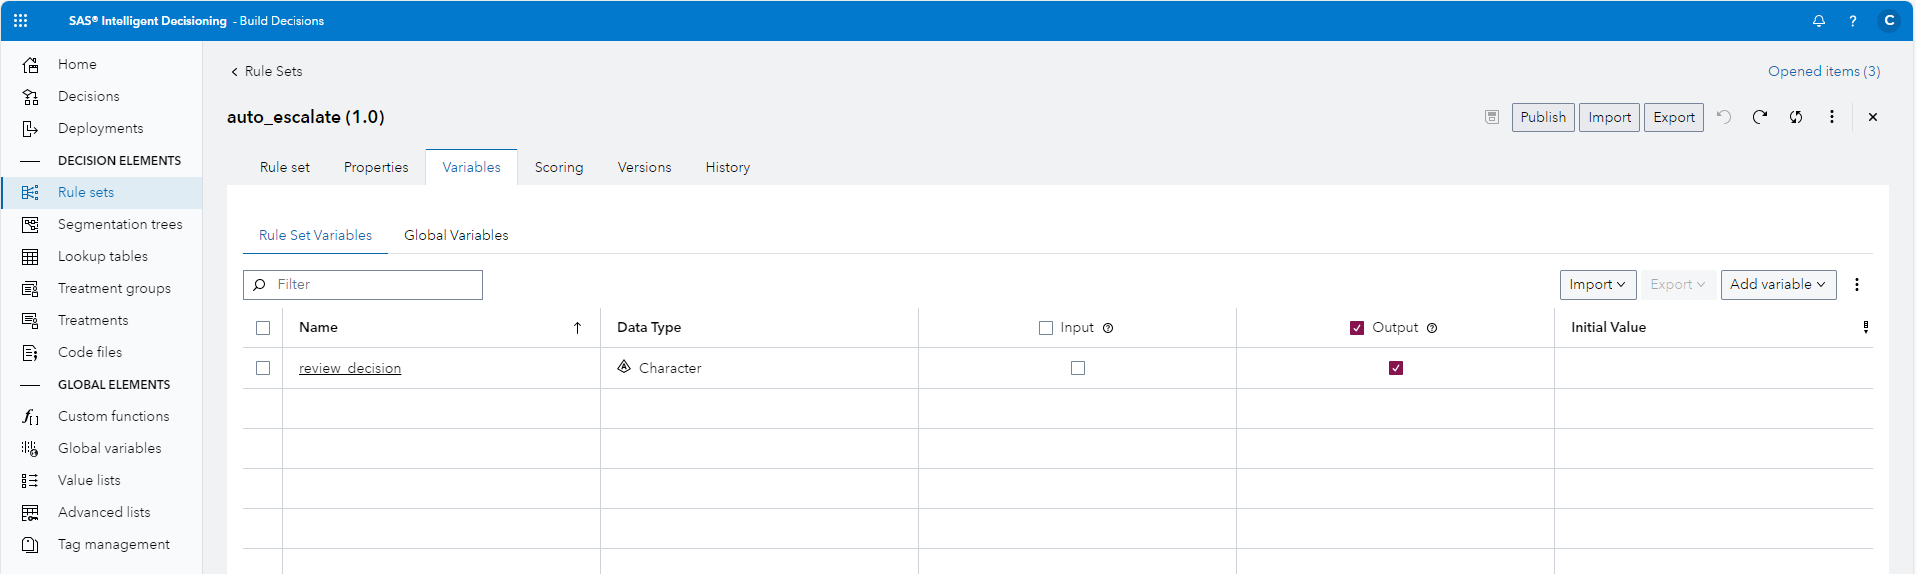 SAS® Intelligent Decisioning - Build Decisions
? C
Home
Decisions
Deployments
DECISION ELEMENTS
Rule sets
Segmentation trees
Lookup tables
Treatment groups
Treatments
Code files
GLOBAL ELEMENTS
Custom functions
Global variables
Value lists
Advanced lists
Tag management
Rule Sets
Opened items (3)
auto_escalate (1.0)
Publish Import Export
Rule set Properties Variables Scoring Versions History
Rule Set Variables Global Variables
Filter
Import Export Add variable
Name Data Type Input Output Initial Value
review_decision Character